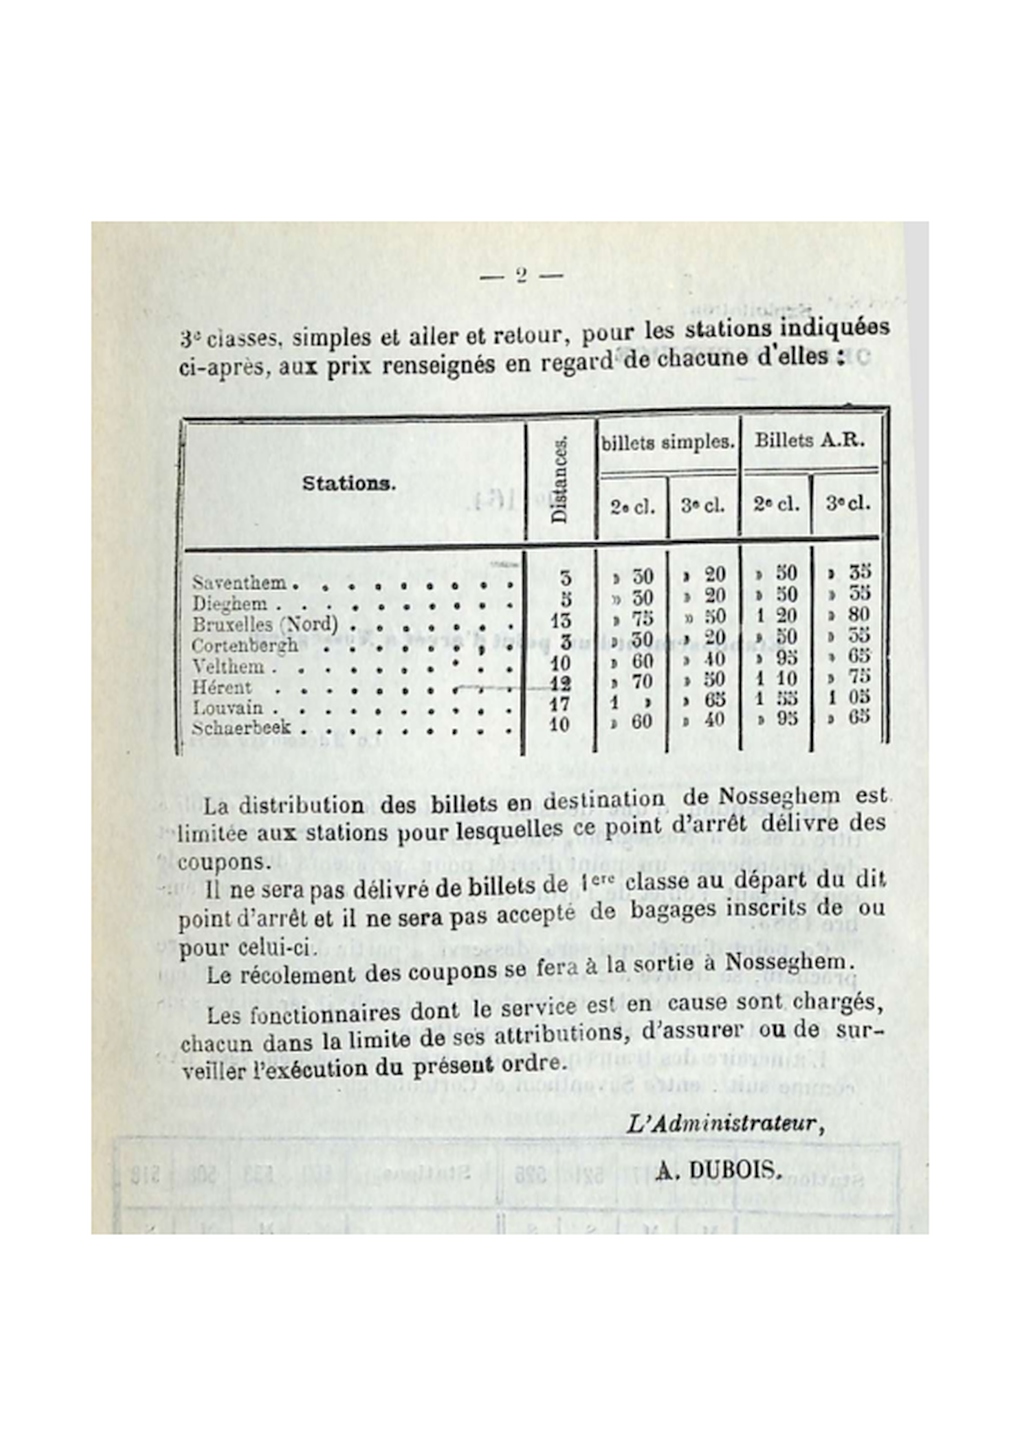 — 2 —
3e classes, simples et aller et retour, pour les stations indiquées
ci-après, aux prix renseignés en regard de chacune d'elles :
Stations. Distances. billets simples. Billets A.R.
2e cl. 3e cl. 2e cl. 3e cl.
Saventhem . . . . . . . . . 3 » 30 » 20 » 50 » 35
Dieghem . . . . . . . . . . 5 » 30 » 20 » 50 » 35
Bruxelles (Nord) . . . . . . . 13 » 75 » 50 1 20 » 80
Cortenbergh . . . . . . . . 3 » 30 » 20 » 50 » 35
Velthem . . . . . . . . . . 10 » 60 » 40 » 95 » 65
Hérent . . . . . . . . . . 12 » 70 » 50 1 10 » 75
Louvain . . . . . . . . . . 17 1 » » 65 1 55 1 05
Schaerbeek . . . . . . . . . 10 » 60 » 40 » 95 » 65
La distribution des billets en destination de Nosseghem est
limitée aux stations pour lesquelles ce point d'arrêt délivre des
coupons.
Il ne sera pas délivré de billets de 1ere classe au départ du dit
point d'arrêt et il ne sera pas accepté de bagages inscrits de ou
pour celui-ci.
Le récolement des coupons se fera à la sortie à Nosseghem.
Les fonctionnaires dont le service est en cause sont chargés,
chacun dans la limite de ses attributions, d'assurer ou de sur-
veiller l'exécution du présent ordre.
L'Administrateur,
A. DUBOIS.